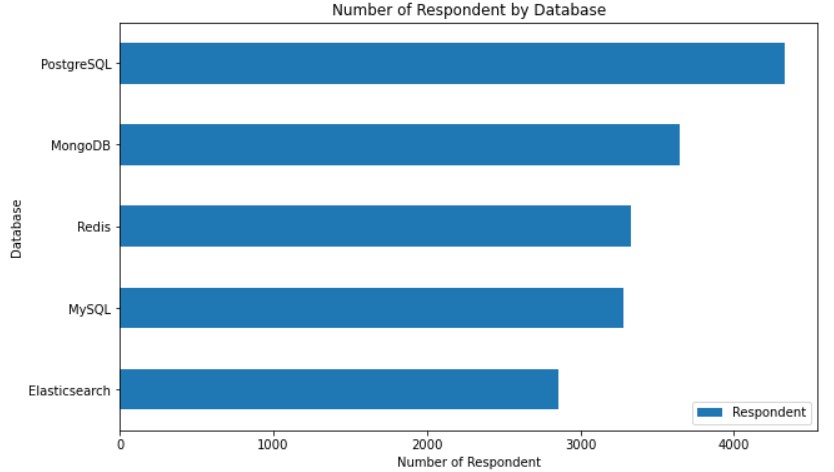 Number of Respondent by Database
PostgreSQL
MongoDB
Redis
MySQL
Elasticsearch
Database
Respondent
0 1000 2000 3000 4000
Number of Respondent